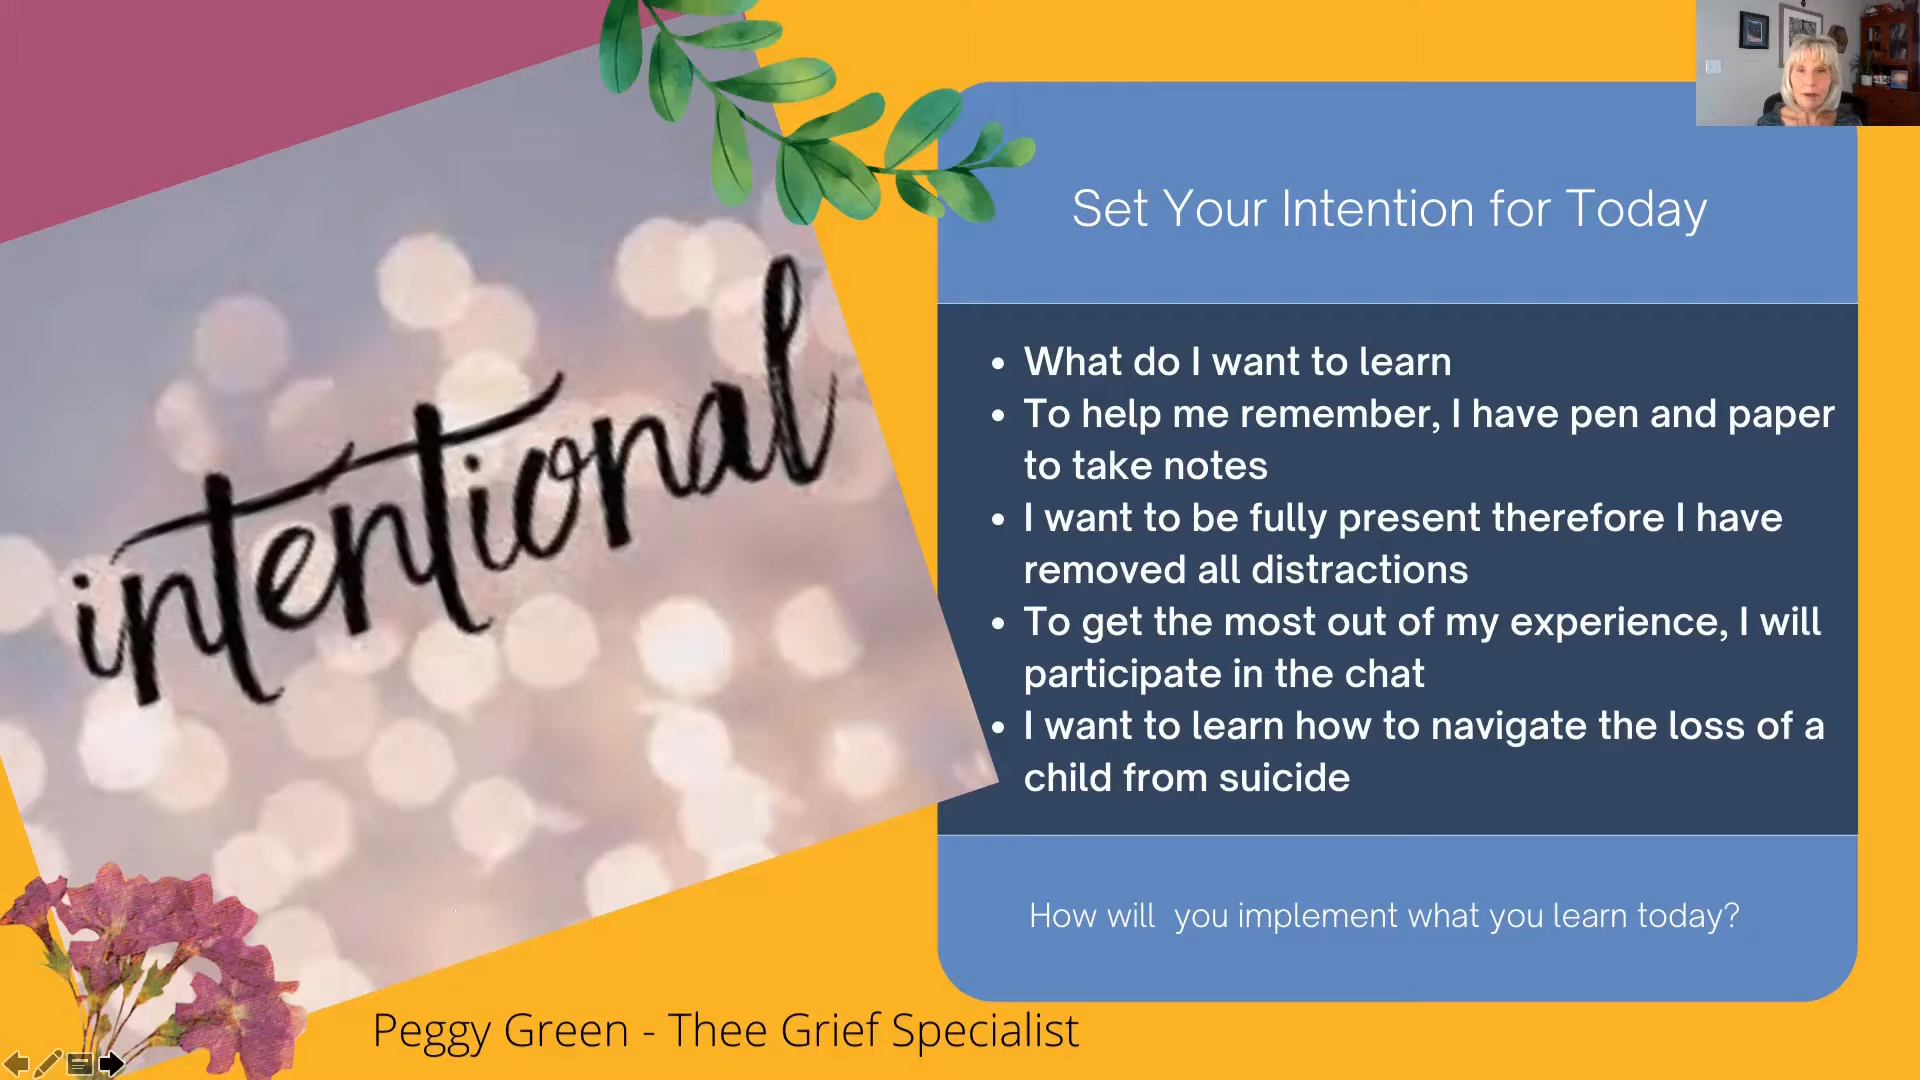 intentional
Set Your Intention for Today
• What do I want to learn
• To help me remember, I have pen and paper
to take notes
• I want to be fully present therefore I have
removed all distractions
• To get the most out of my experience, I will
participate in the chat
• I want to learn how to navigate the loss of a
child from suicide
How will  you implement what you learn today?
Peggy Green - Thee Grief Specialist